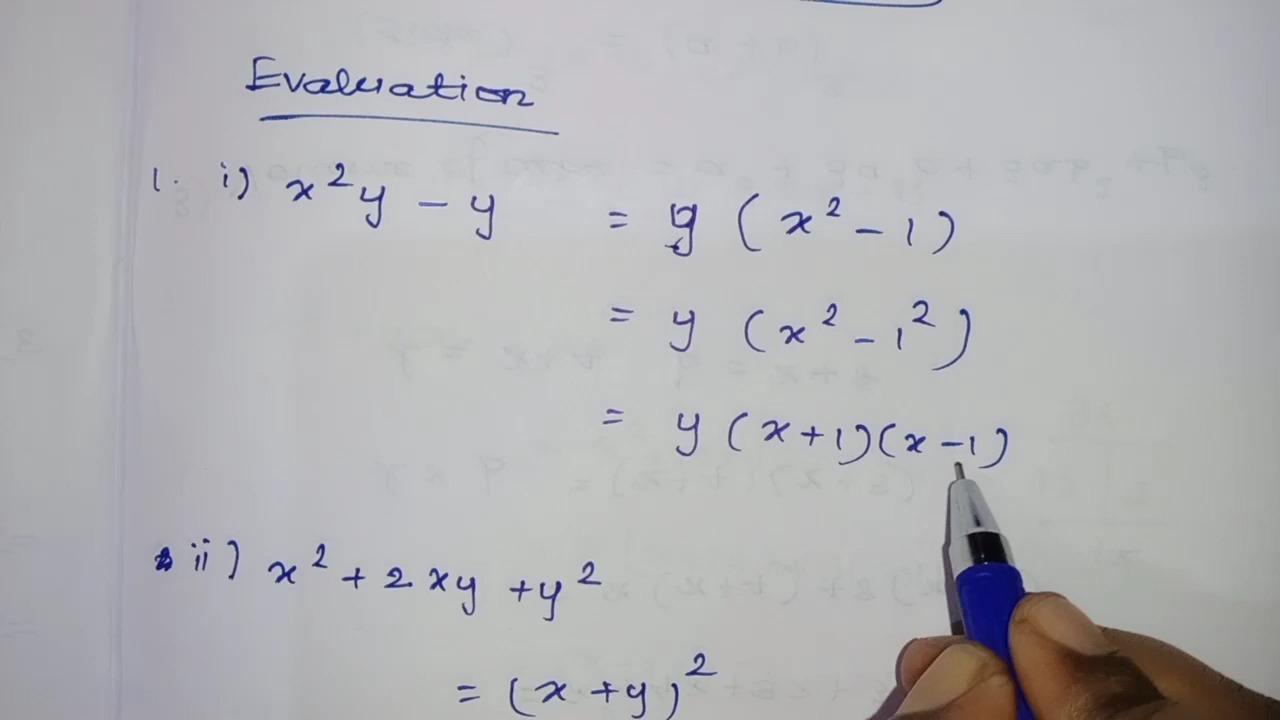 Evaluation
1. i) x²y - y = y (x² - 1)
= y (x² - 1²)
= y (x + 1)(x - 1)
ii) x² + 2xy + y²
= (x + y)²